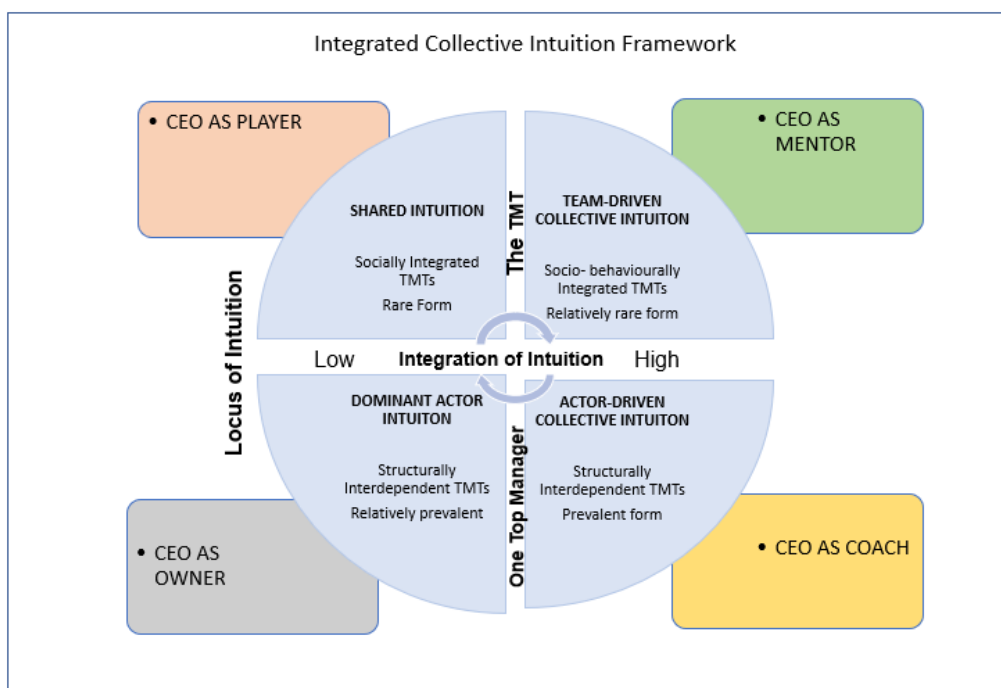 Integrated Collective Intuition Framework
• CEO AS PLAYER
• CEO AS
MENTOR
SHARED INTUITION
Socially Integrated
TMTs
Rare Form
The TMT
TEAM-DRIVEN
COLLECTIVE INTUITON
Socio- behaviourally
Integrated TMTs
Relatively rare form
Locus of Intuition
Low
Integration of Intuition
High
DOMINANT ACTOR
INTUITON
Structurally
Interdependent TMTs
Relatively prevalent
One Top Manager
ACTOR-DRIVEN
COLLECTIVE INTUITON
Structurally
Interdependent TMTs
Prevalent form
• CEO AS
OWNER
• CEO AS COACH